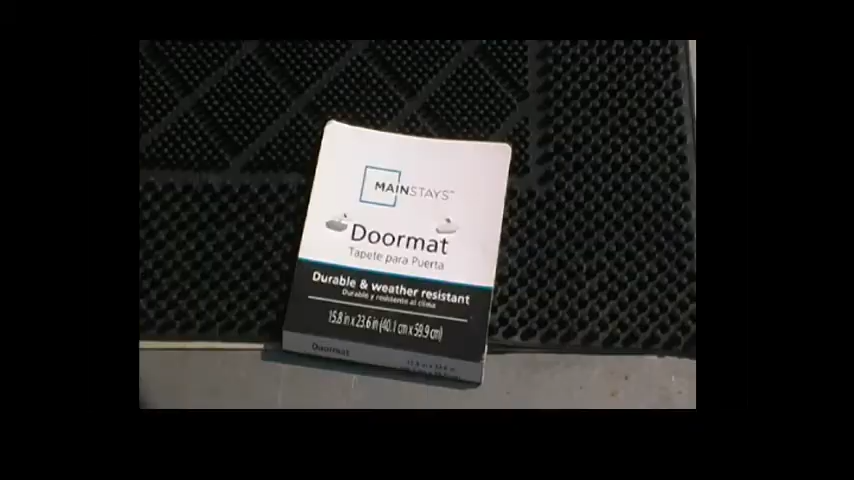 MAINSTAYS™
Doormat
Tapete para Puerta
Durable & weather resistant
Durable y resistente al clima
15.8 in x 23.6 in (40.1 cm x 59.9 cm)
Doormat